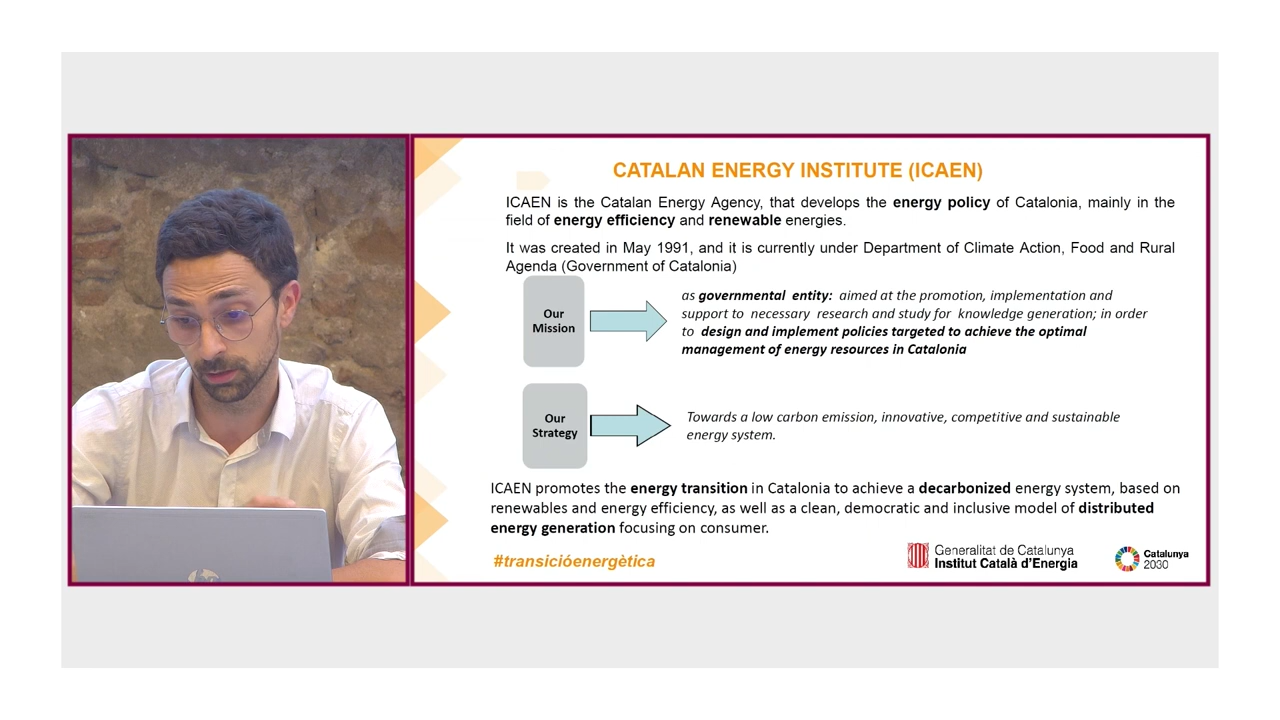 CATALAN ENERGY INSTITUTE (ICAEN)
ICAEN is the Catalan Energy Agency, that develops the energy policy of Catalonia, mainly in the
field of energy efficiency and renewable energies.
It was created in May 1991, and it is currently under Department of Climate Action, Food and Rural
Agenda (Government of Catalonia)
Our
Mission
as governmental entity: aimed at the promotion, implementation and
support to necessary research and study for knowledge generation; in order
to design and implement policies targeted to achieve the optimal
management of energy resources in Catalonia
Our
Strategy
Towards a low carbon emission, innovative, competitive and sustainable
energy system.
ICAEN promotes the energy transition in Catalonia to achieve a decarbonized energy system, based on
renewables and energy efficiency, as well as a clean, democratic and inclusive model of distributed
energy generation focusing on consumer.
#transicióenergètica
Generalitat de Catalunya
Institut Català d'Energia
Catalunya
2030